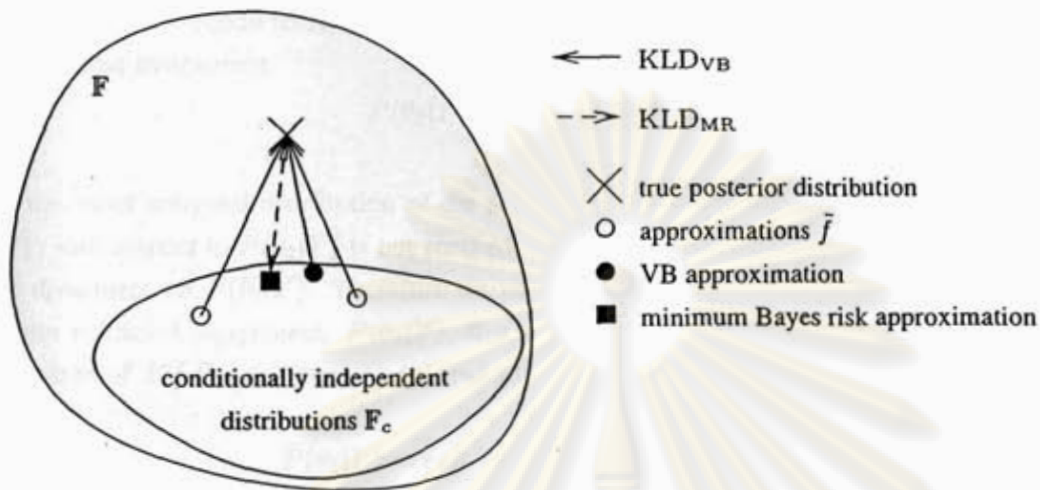 𝔽
KLD_VB
KLD_MR
true posterior distribution
approximations f̃
VB approximation
minimum Bayes risk approximation
conditionally independent
distributions 𝔽_c